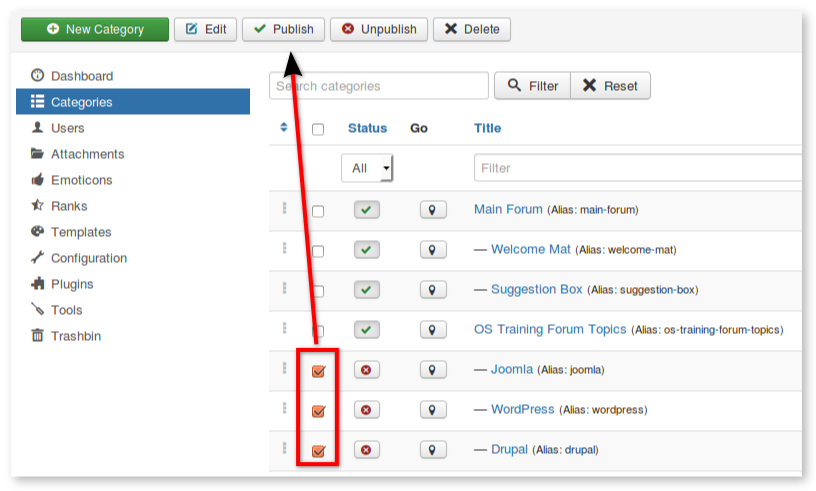 New Category Edit Publish Unpublish Delete
Dashboard
Categories
Users
Attachments
Emoticons
Ranks
Templates
Configuration
Plugins
Tools
Trashbin
Search categories Filter Reset
Status Go Title
All Filter
Main Forum (Alias: main-forum)
— Welcome Mat (Alias: welcome-mat)
— Suggestion Box (Alias: suggestion-box)
OS Training Forum Topics (Alias: os-training-forum-topics)
— Joomla (Alias: joomla)
— WordPress (Alias: wordpress)
— Drupal (Alias: drupal)